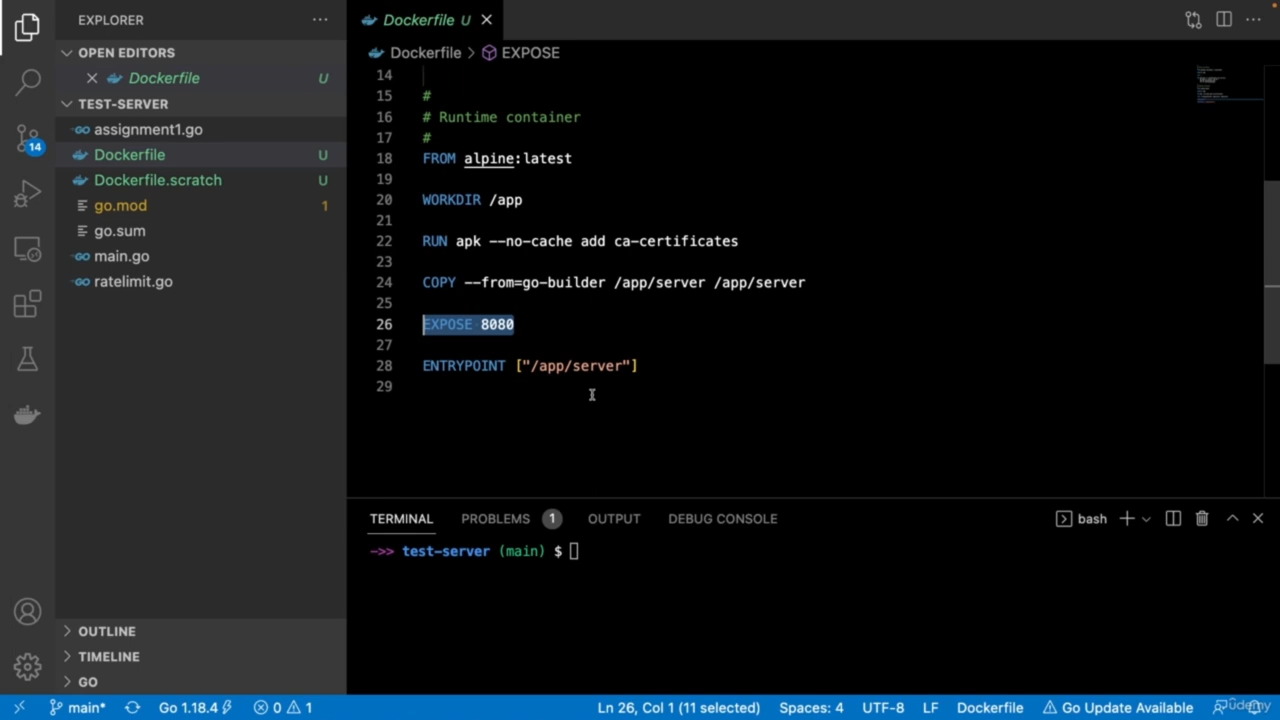 EXPLORER
OPEN EDITORS
Dockerfile U
TEST-SERVER
assignment1.go
Dockerfile U
Dockerfile.scratch U
go.mod 1
go.sum
main.go
ratelimit.go
14
OUTLINE
TIMELINE
GO
Dockerfile U
Dockerfile > EXPOSE
14
15 #
16 # Runtime container
17 #
18 FROM alpine:latest
19
20 WORKDIR /app
21
22 RUN apk --no-cache add ca-certificates
23
24 COPY --from=go-builder /app/server /app/server
25
26 EXPOSE 8080
27
28 ENTRYPOINT ["/app/server"]
29
TERMINAL PROBLEMS 1 OUTPUT DEBUG CONSOLE bash
->> test-server (main) $
main* Go 1.18.4 0 1 Ln 26, Col 1 (11 selected) Spaces: 4 UTF-8 LF Dockerfile Go Update Available
Udemy